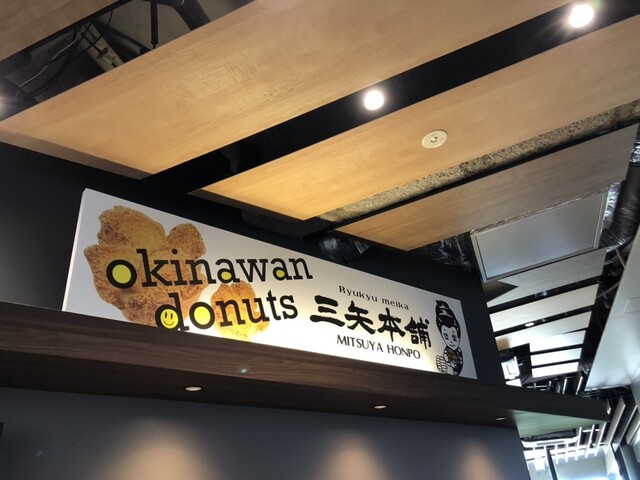 okinawan
donuts
Ryukyu meika
三矢本舗
MITSUYA HONPO